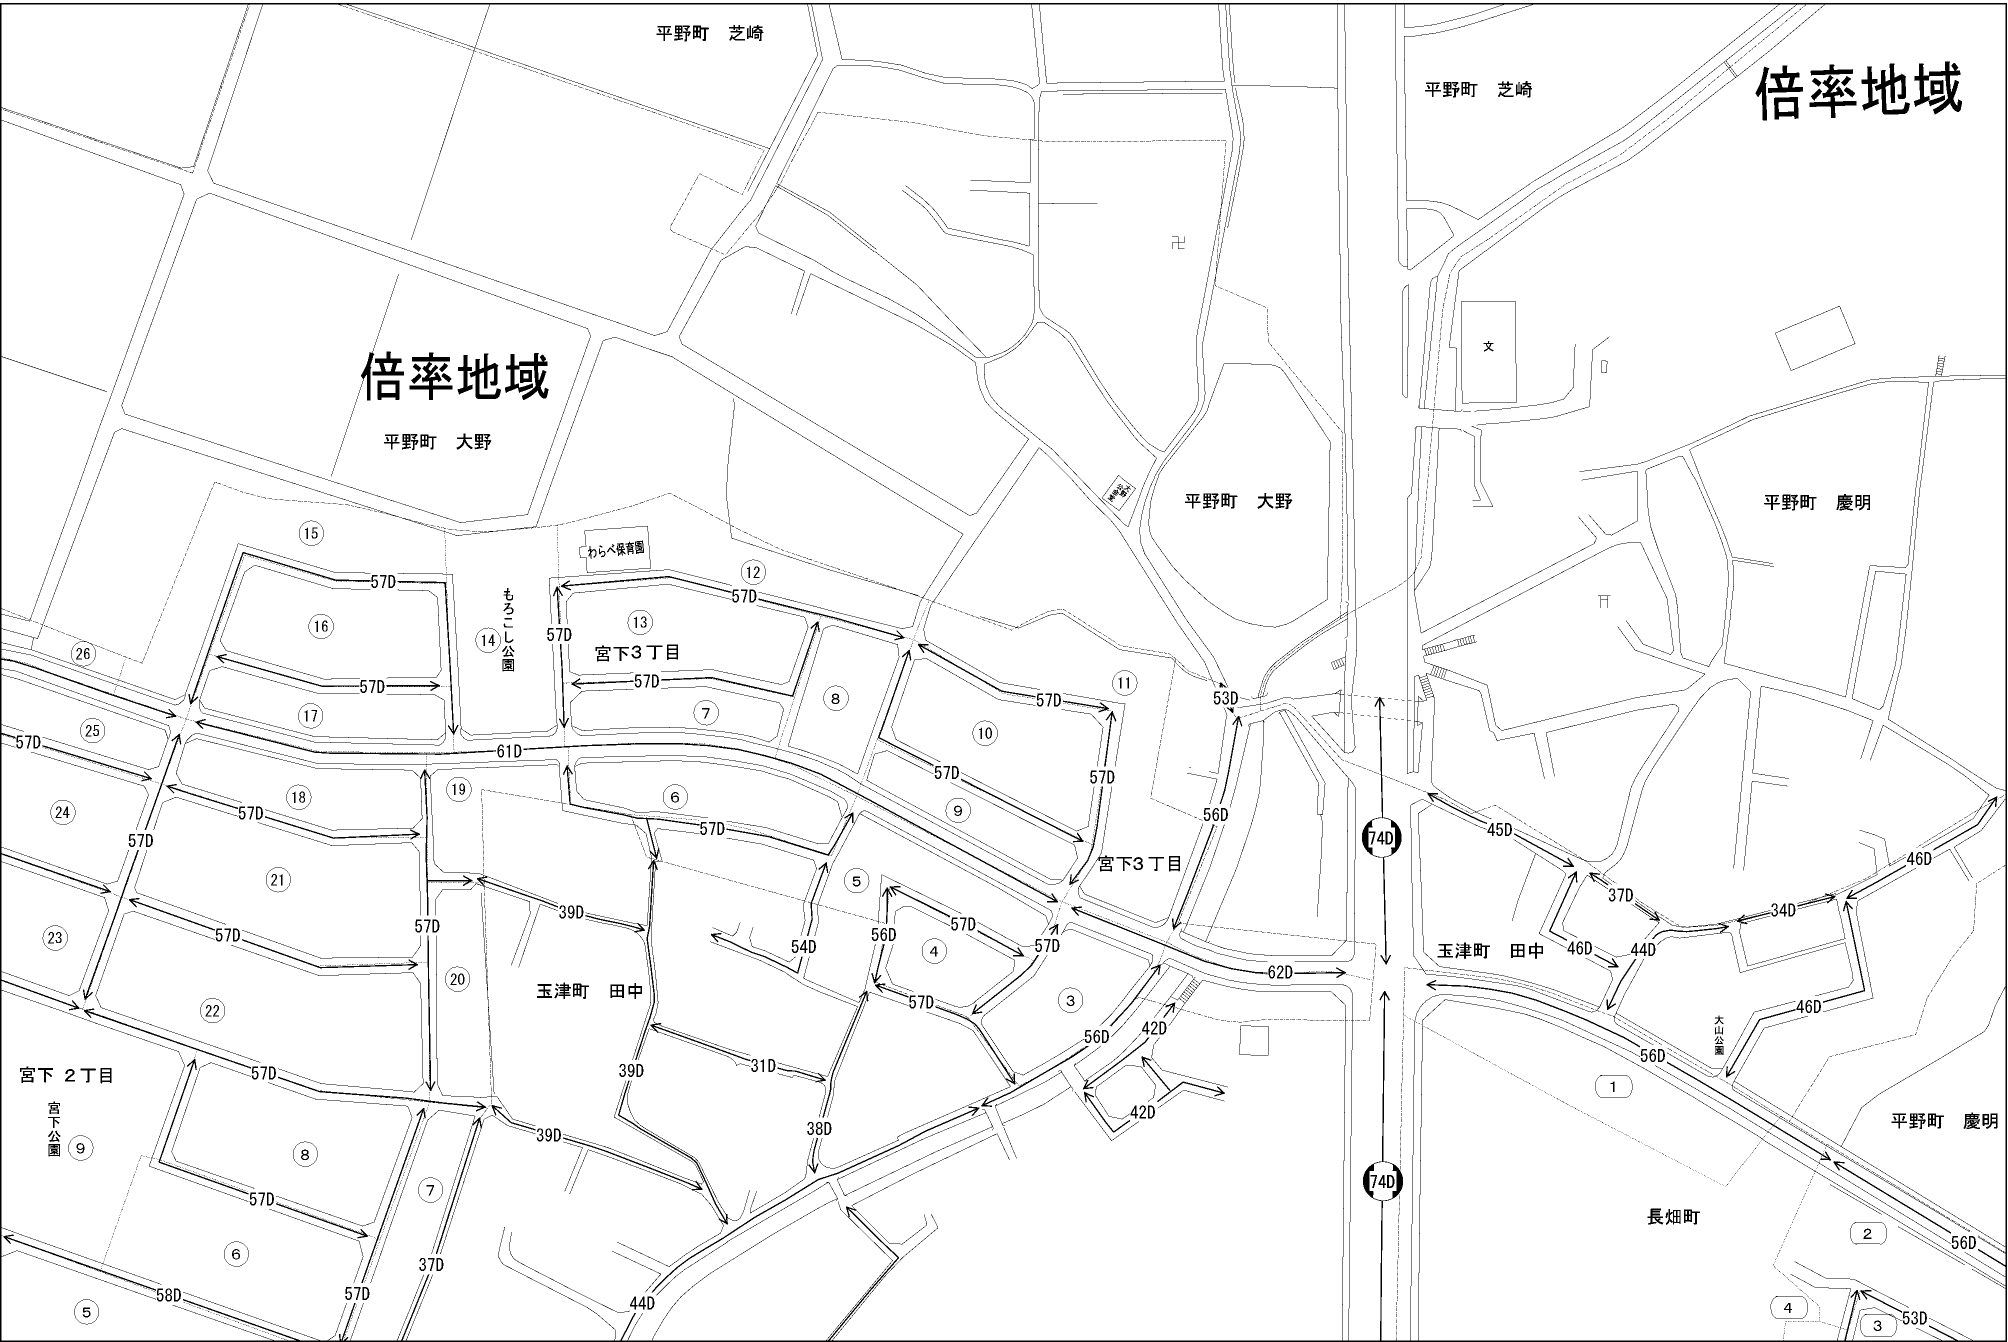 平野町　芝崎
平野町　芝崎
倍率地域
倍率地域
平野町　大野
文
大野
公会堂
平野町　大野
平野町　慶明
15
わらべ保育園
12
57D
57D
もろこし公園
16
13
14
57D
宮下３丁目
26
57D
57D
11
53D
57D
17
7
8
10
25
57D
61D
57D
57D
18
19
6
9
24
57D
57D
57D
56D
74D
45D
宮下３丁目
46D
21
5
37D
39D
57D
34D
23
57D
57D
54D
56D
4
57D
46D
44D
玉津町　田中
20
62D
玉津町　田中
22
57D
3
46D
56D
42D
大山公園
56D
57D
39D
31D
1
宮下 ２丁目
宮下公園
9
42D
平野町　慶明
38D
39D
8
7
57D
74D
長畑町
2
56D
6
37D
58D
57D
44D
5
4
3
53D